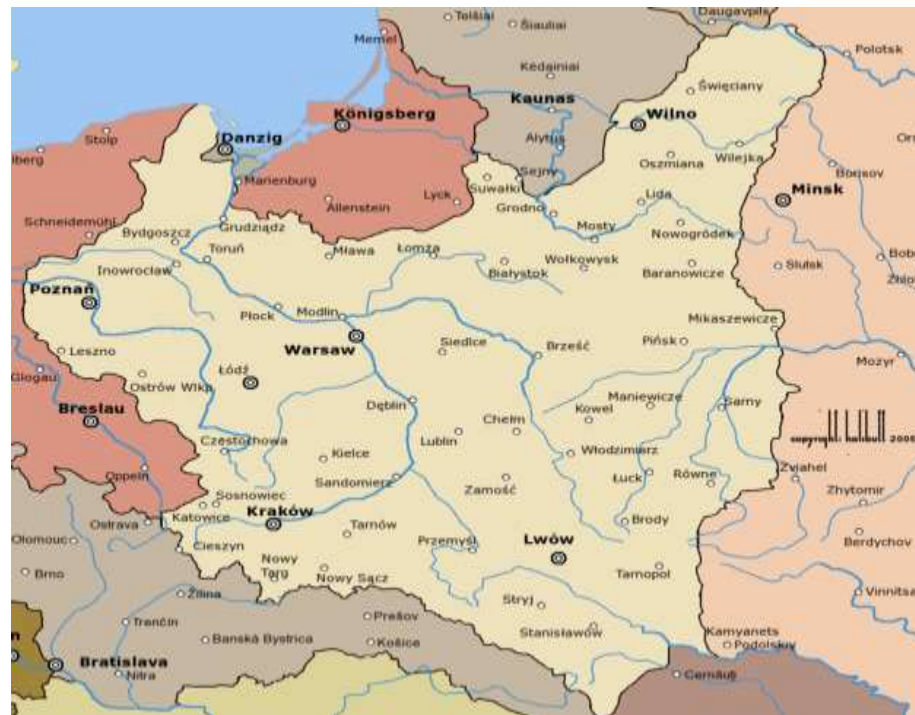 Telšiai
Šiauliai
Daugavpils
Memel
Polotsk
Kėdainiai
Święciany
Kaunas
Königsberg
Wilno
Danzig
Stolp
Alytus
Oszmiana
Wilejka
Borisov
Marienburg
Sejny
Suwałki
Lyck
Allenstein
Minsk
Lida
Grodno
Schneidemühl
Grudziądz
Bydgoszcz
Mosty
Nowogródek
Toruń
Mława
Łomża
Inowrocław
Białystok
Wołkowysk
Baranowicze
Slutsk
Poznań
Płock
Modlin
Mikaszewicze
Warsaw
Siedlce
Brześć
Pińsk
Leszno
Mozyr
Glogau
Łódź
Ostrów Wlkp
Dęblin
Maniewicze
Sarny
Breslau
Chełm
Kowel
Lublin
Częstochowa
Kielce
Włodzimierz
Oppeln
Sandomierz
Zamość
Łuck
Równe
Zviahel
Sosnowiec
Katowice
Kraków
Zhytomir
Ostrava
Tarnów
Brody
Olomouc
Cieszyn
Przemyśl
Lwów
Berdychov
Brno
Nowy
Targ
Nowy Sącz
Tarnopol
Žilina
Stryj
Vinnitsa
Trenčín
Prešov
Stanisławów
Banská Bystrica
Košice
Kamyanets
Podolskiy
Bratislava
Nitra
Cernăuți
2005